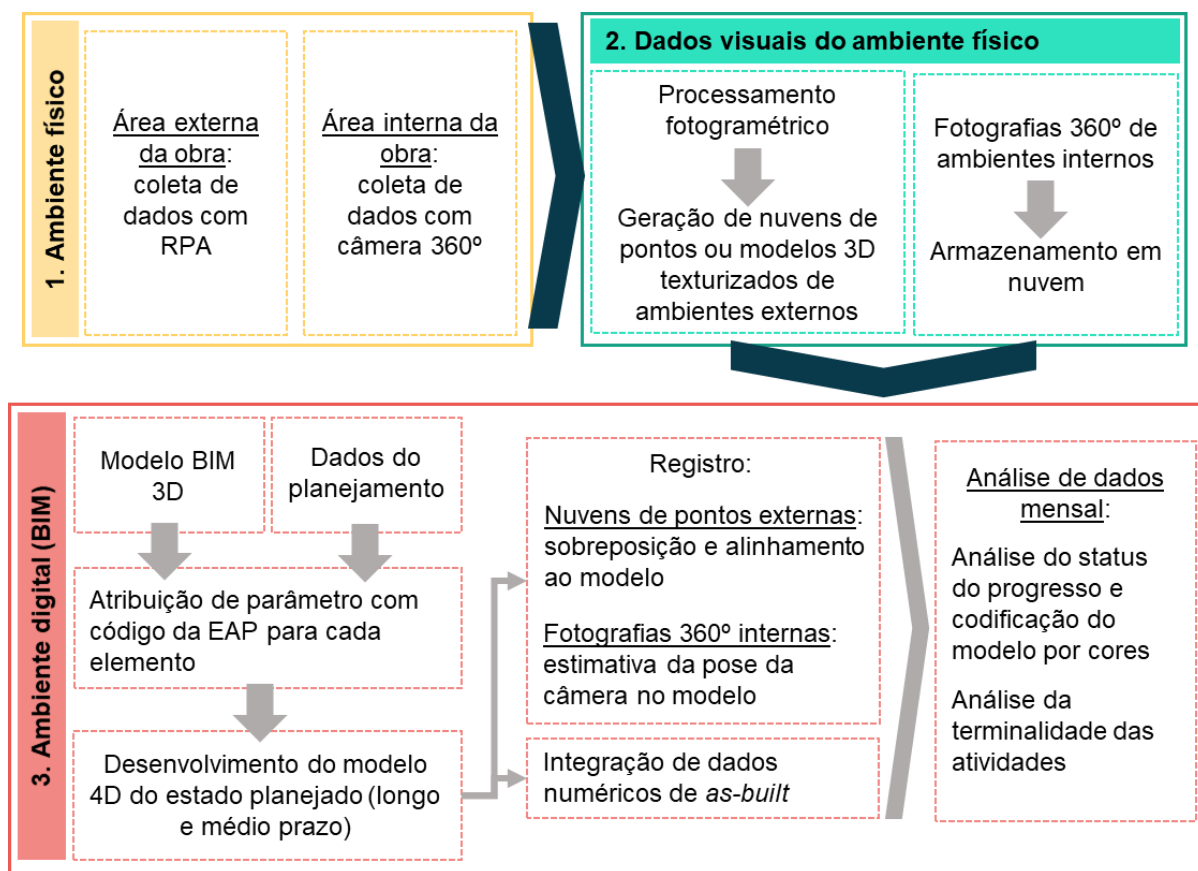 1. Ambiente físico
Área externa
da obra:
coleta de
dados com
RPA
Área interna da
obra:
coleta de
dados com
câmera 360º
2. Dados visuais do ambiente físico
Processamento
fotogramétrico
Geração de nuvens de
pontos ou modelos 3D
texturizados de
ambientes externos
Fotografias 360º de
ambientes internos
Armazenamento em
nuvem
3. Ambiente digital (BIM)
Modelo BIM
3D
Dados do
planejamento
Atribuição de parâmetro com
código da EAP para cada
elemento
Desenvolvimento do modelo
4D do estado planejado (longo
e médio prazo)
Registro:
Nuvens de pontos externas:
sobreposição e alinhamento
ao modelo
Fotografias 360º internas:
estimativa da pose da
câmera no modelo
Integração de dados
numéricos de as-built
Análise de dados
mensal:
Análise do status
do progresso e
codificação do
modelo por cores
Análise da
terminalidade das
atividades